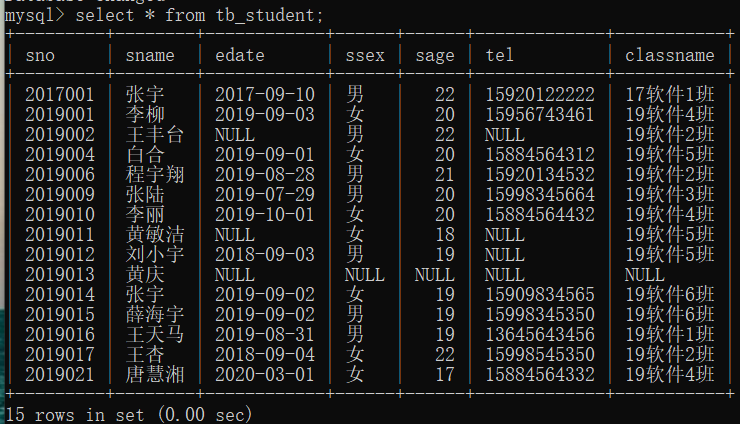 mysql> select * from tb_student;
+---------+--------+------------+------+------+-------------+-----------+
| sno     | sname  | edate      | ssex | sage | tel         | classname |
+---------+--------+------------+------+------+-------------+-----------+
| 2017001 | 张宇   | 2017-09-10 | 男   |   22 | 15920122222 | 17软件1班 |
| 2019001 | 李柳   | 2019-09-03 | 女   |   20 | 15956743461 | 19软件4班 |
| 2019002 | 王丰台 | NULL       | 男   |   22 | NULL        | 19软件2班 |
| 2019004 | 白合   | 2019-09-01 | 女   |   20 | 15884564312 | 19软件5班 |
| 2019006 | 程宇翔 | 2019-08-28 | 男   |   21 | 15920134532 | 19软件2班 |
| 2019009 | 张陆   | 2019-07-29 | 男   |   20 | 15998345664 | 19软件3班 |
| 2019010 | 李丽   | 2019-10-01 | 女   |   20 | 15884564432 | 19软件4班 |
| 2019011 | 黄敏洁 | NULL       | 女   |   18 | NULL        | 19软件5班 |
| 2019012 | 刘小宇 | 2018-09-03 | 男   |   19 | NULL        | 19软件5班 |
| 2019013 | 黄庆   | NULL       | NULL | NULL | NULL        | NULL      |
| 2019014 | 张宇   | 2019-09-02 | 女   |   19 | 15909834565 | 19软件6班 |
| 2019015 | 薛海宇 | 2019-09-02 | 男   |   19 | 15998345350 | 19软件6班 |
| 2019016 | 王天马 | 2019-08-31 | 男   |   19 | 13645643456 | 19软件1班 |
| 2019017 | 王杏   | 2018-09-04 | 女   |   22 | 15998545350 | 19软件2班 |
| 2019021 | 唐慧湘 | 2020-03-01 | 女   |   17 | 15884564332 | 19软件4班 |
+---------+--------+------------+------+------+-------------+-----------+
15 rows in set (0.00 sec)